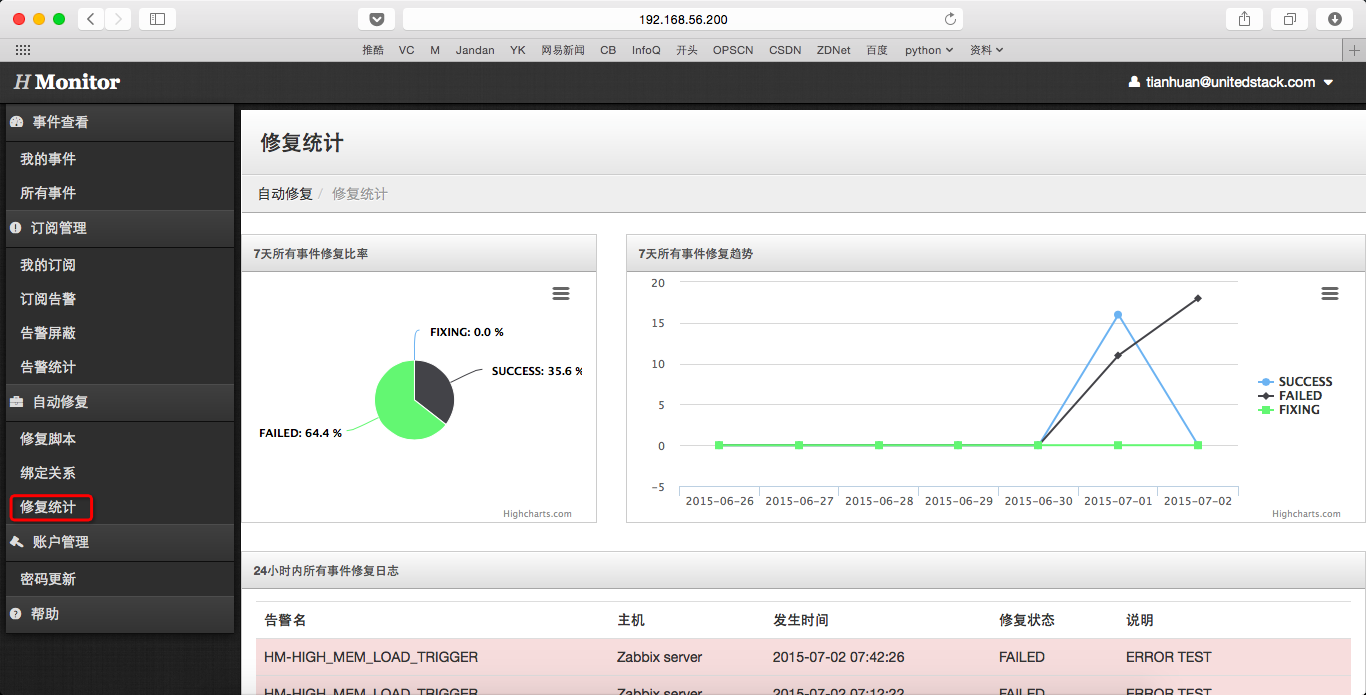 192.168.56.200
推酷 VC M Jandan YK 网易新闻 CB InfoQ 开头 OPSCN CSDN ZDNet 百度 python 资料
H Monitor
tianhuan@unitedstack.com
事件查看
我的事件
所有事件
订阅管理
我的订阅
订阅告警
告警屏蔽
告警统计
自动修复
修复脚本
绑定关系
修复统计
账户管理
密码更新
帮助
修复统计
自动修复 / 修复统计
7天所有事件修复比率
FIXING: 0.0 %
SUCCESS: 35.6 %
FAILED: 64.4 %
Highcharts.com
7天所有事件修复趋势
20
15
10
5
0
-5
2015-06-26 2015-06-27 2015-06-28 2015-06-29 2015-06-30 2015-07-01 2015-07-02
SUCCESS
FAILED
FIXING
Highcharts.com
24小时内所有事件修复日志
告警名 主机 发生时间 修复状态 说明
HM-HIGH_MEM_LOAD_TRIGGER Zabbix server 2015-07-02 07:42:26 FAILED ERROR TEST
HM-HIGH_MEM_LOAD_TRIGGER Zabbix server 2015-07-02 07:12:22 FAILED ERROR TEST